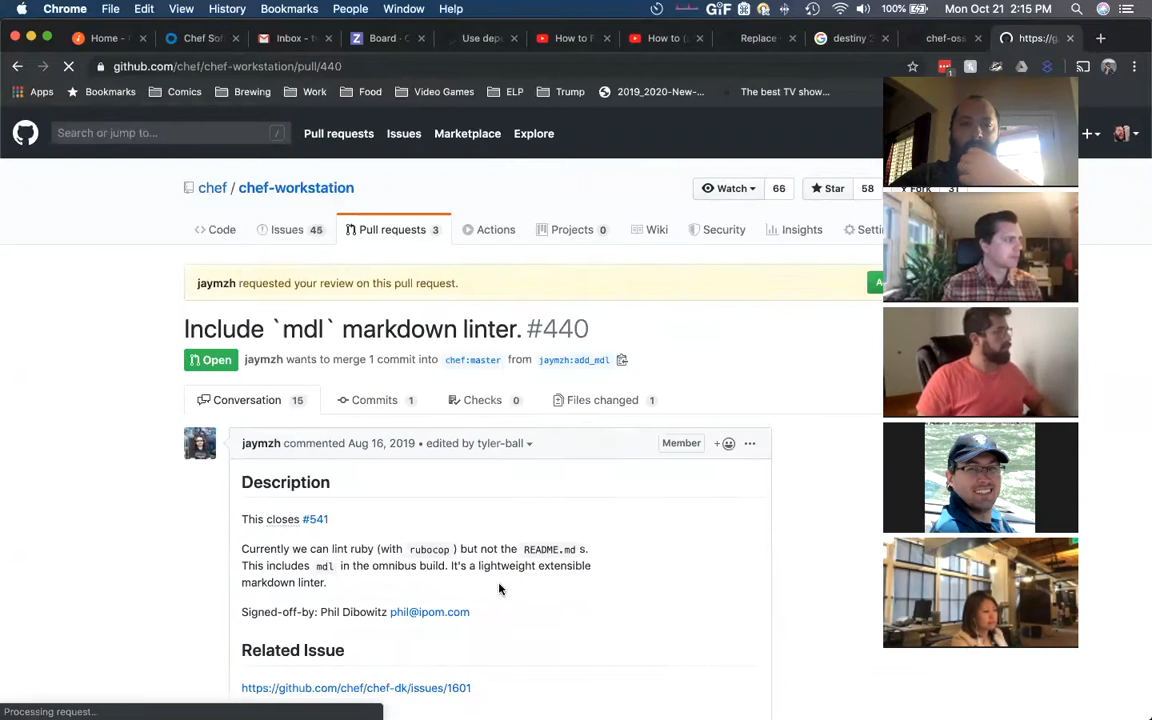 Chrome File Edit View History Bookmarks People Window Help GIF 100% Mon Oct 21 2:15 PM
Home - Chef Sof Inbox - Board - Use dep How to F How to ( Replace destiny 2 chef-oss https://g
github.com/chef/chef-workstation/pull/440
Apps Bookmarks Comics Brewing Work Food Video Games ELP Trump 2019_2020-New-... The best TV show...
Search or jump to... / Pull requests Issues Marketplace Explore
chef / chef-workstation Watch 66 Star 58 Fork 31
Code Issues 45 Pull requests 3 Actions Projects 0 Wiki Security Insights Setti
jaymzh requested your review on this pull request.
Include `mdl` markdown linter. #440
Open jaymzh wants to merge 1 commit into chef:master from jaymzh:add_mdl
Conversation 15 Commits 1 Checks 0 Files changed 1
jaymzh commented Aug 16, 2019 • edited by tyler-ball Member
Description
This closes #541
Currently we can lint ruby (with rubocop ) but not the README.md s.
This includes mdl in the omnibus build. It's a lightweight extensible
markdown linter.
Signed-off-by: Phil Dibowitz phil@ipom.com
Related Issue
https://github.com/chef/chef-dk/issues/1601
Processing request...